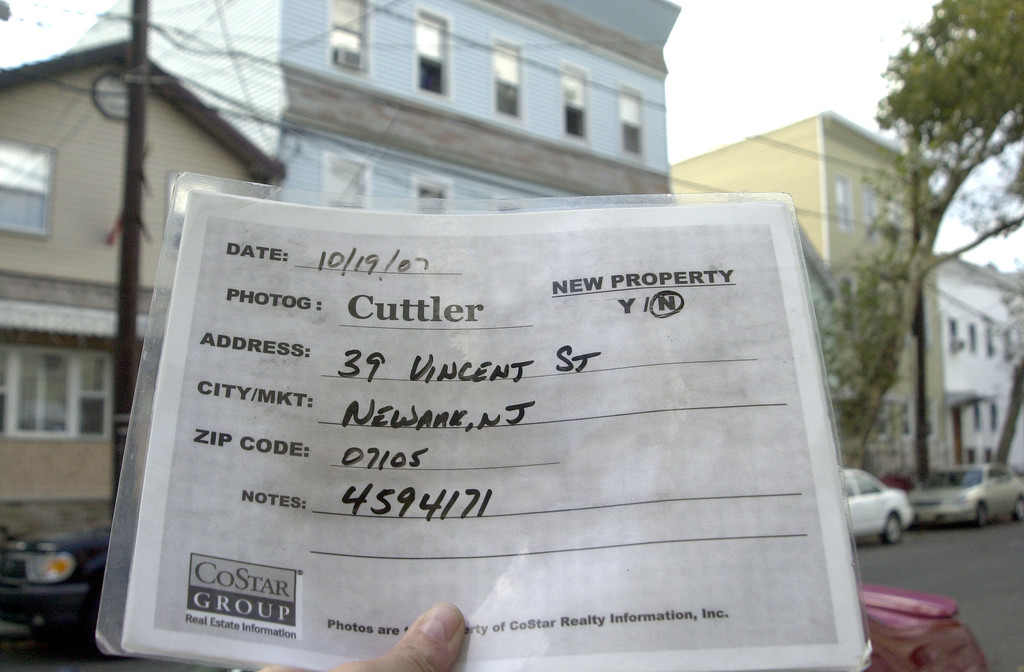 DATE: 10/19/07
NEW PROPERTY
PHOTOG: Cuttler
Y / N
ADDRESS: 39 VINCENT ST
CITY/MKT: NEWARK, NJ
ZIP CODE: 07105
NOTES: 4594171
COSTAR
GROUP
Real Estate Information
Photos are erty of CoStar Realty Information, Inc.